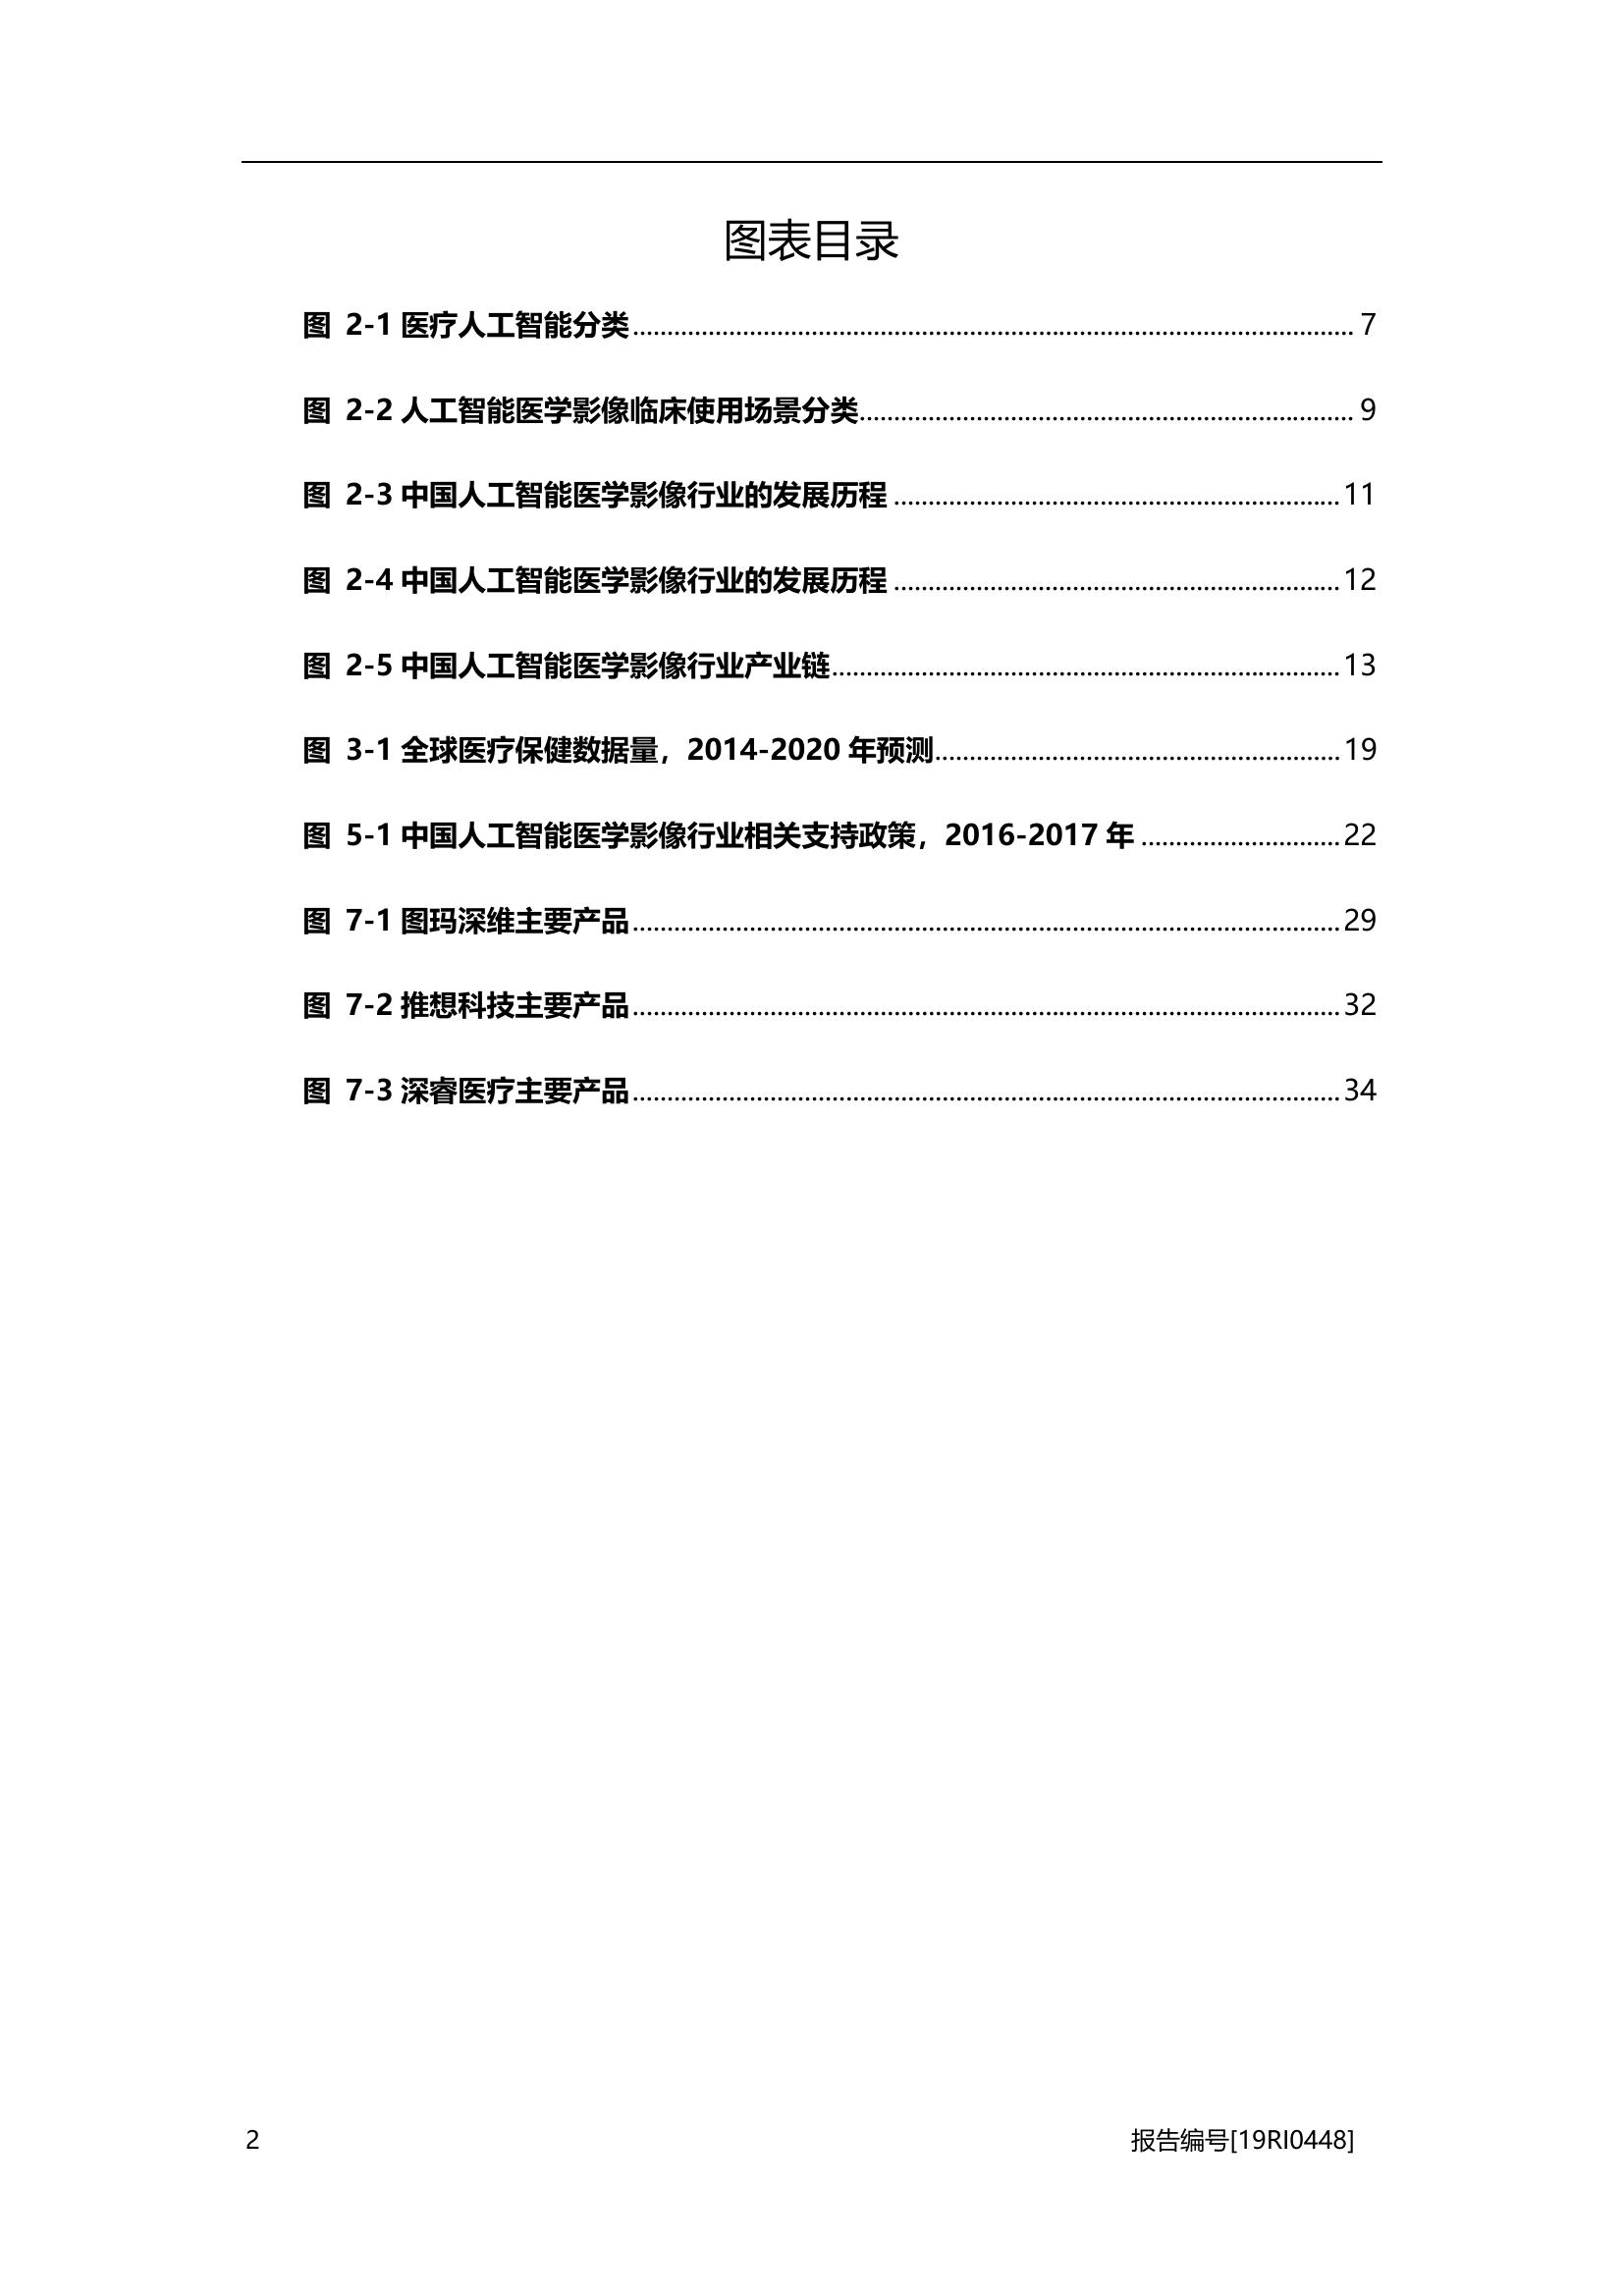 图表目录
图 2-1 医疗人工智能分类........................................ 7
图 2-2 人工智能医学影像临床使用场景分类........................................ 9
图 2-3 中国人工智能医学影像行业的发展历程 ........................................ 11
图 2-4 中国人工智能医学影像行业的发展历程 ........................................ 12
图 2-5 中国人工智能医学影像行业产业链........................................ 13
图 3-1 全球医疗保健数据量，2014-2020 年预测........................................ 19
图 5-1 中国人工智能医学影像行业相关支持政策，2016-2017 年 ............................. 22
图 7-1 图玛深维主要产品........................................ 29
图 7-2 推想科技主要产品........................................ 32
图 7-3 深睿医疗主要产品........................................ 34
2 报告编号[19RI0448]